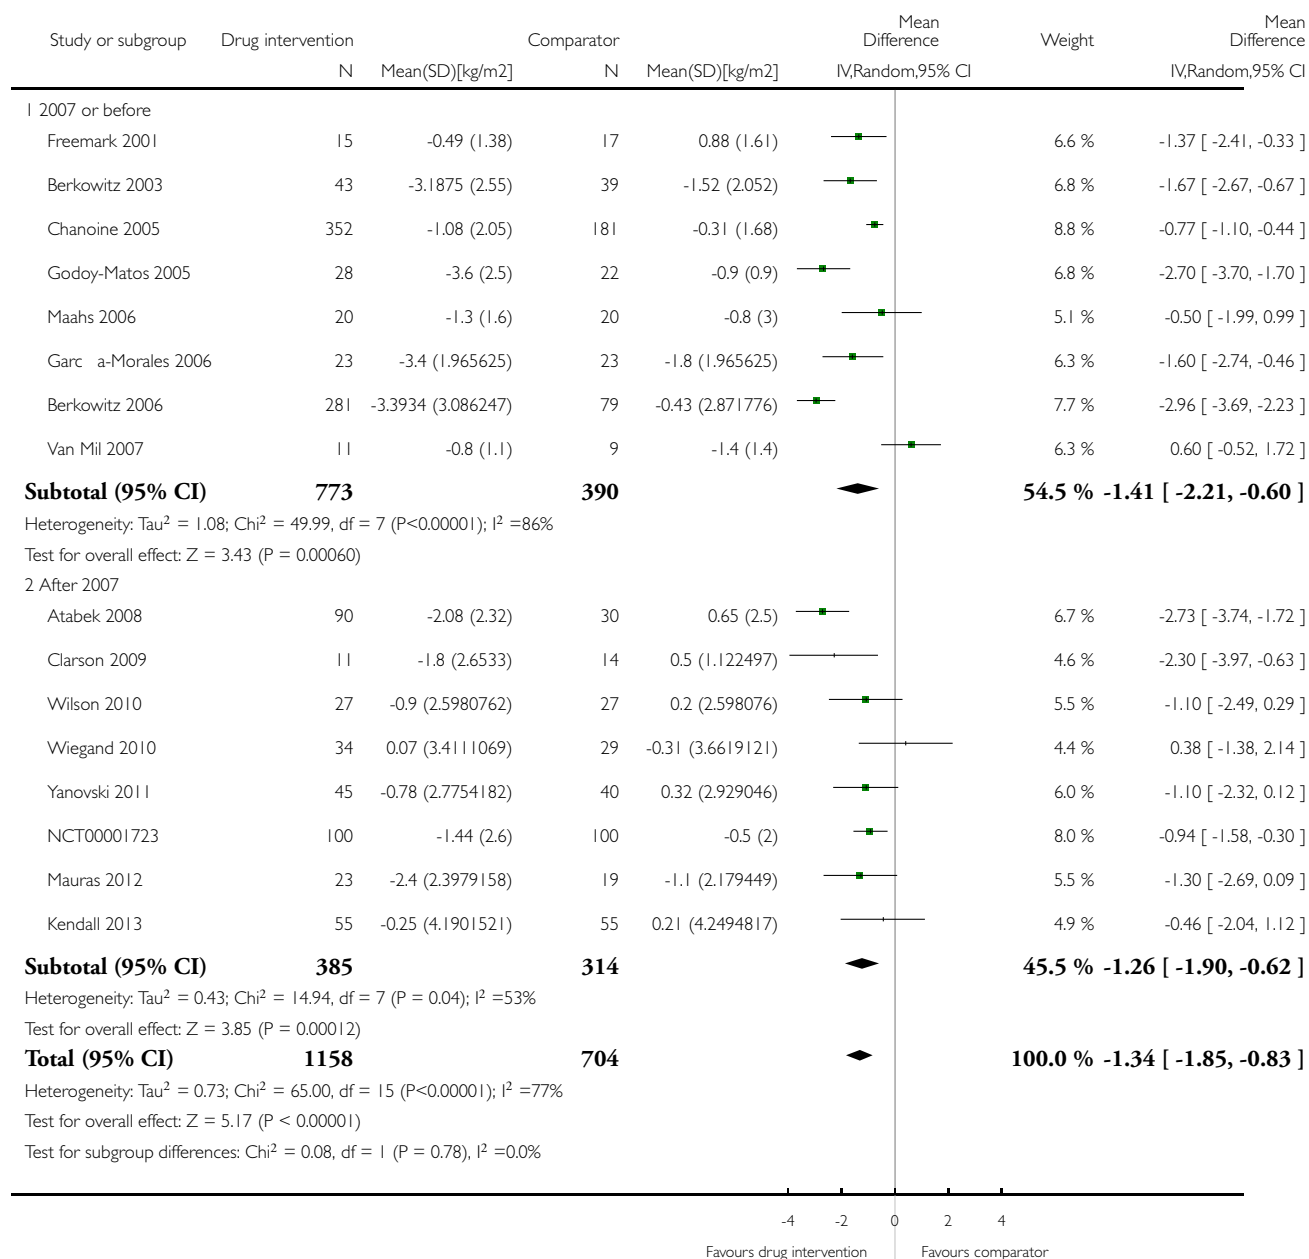 Study or subgroup Drug intervention Comparator Mean Difference Weight Mean Difference
N Mean(SD)[kg/m2] N Mean(SD)[kg/m2] IV,Random,95% CI IV,Random,95% CI
1 2007 or before
Freemark 2001 15 -0.49 (1.38) 17 0.88 (1.61) 6.6 % -1.37 [ -2.41, -0.33 ]
Berkowitz 2003 43 -3.1875 (2.55) 39 -1.52 (2.052) 6.8 % -1.67 [ -2.67, -0.67 ]
Chanoine 2005 352 -1.08 (2.05) 181 -0.31 (1.68) 8.8 % -0.77 [ -1.10, -0.44 ]
Godoy-Matos 2005 28 -3.6 (2.5) 22 -0.9 (0.9) 6.8 % -2.70 [ -3.70, -1.70 ]
Maahs 2006 20 -1.3 (1.6) 20 -0.8 (3) 5.1 % -0.50 [ -1.99, 0.99 ]
Garc a-Morales 2006 23 -3.4 (1.965625) 23 -1.8 (1.965625) 6.3 % -1.60 [ -2.74, -0.46 ]
Berkowitz 2006 281 -3.3934 (3.086247) 79 -0.43 (2.871776) 7.7 % -2.96 [ -3.69, -2.23 ]
Van Mil 2007 11 -0.8 (1.1) 9 -1.4 (1.4) 6.3 % 0.60 [ -0.52, 1.72 ]
Subtotal (95% CI) 773 390 54.5 % -1.41 [ -2.21, -0.60 ]
Heterogeneity: Tau² = 1.08; Chi² = 49.99, df = 7 (P<0.00001); I² =86%
Test for overall effect: Z = 3.43 (P = 0.00060)
2 After 2007
Atabek 2008 90 -2.08 (2.32) 30 0.65 (2.5) 6.7 % -2.73 [ -3.74, -1.72 ]
Clarson 2009 11 -1.8 (2.6533) 14 0.5 (1.122497) 4.6 % -2.30 [ -3.97, -0.63 ]
Wilson 2010 27 -0.9 (2.5980762) 27 0.2 (2.598076) 5.5 % -1.10 [ -2.49, 0.29 ]
Wiegand 2010 34 0.07 (3.4111069) 29 -0.31 (3.6619121) 4.4 % 0.38 [ -1.38, 2.14 ]
Yanovski 2011 45 -0.78 (2.7754182) 40 0.32 (2.929046) 6.0 % -1.10 [ -2.32, 0.12 ]
NCT00001723 100 -1.44 (2.6) 100 -0.5 (2) 8.0 % -0.94 [ -1.58, -0.30 ]
Mauras 2012 23 -2.4 (2.3979158) 19 -1.1 (2.179449) 5.5 % -1.30 [ -2.69, 0.09 ]
Kendall 2013 55 -0.25 (4.1901521) 55 0.21 (4.2494817) 4.9 % -0.46 [ -2.04, 1.12 ]
Subtotal (95% CI) 385 314 45.5 % -1.26 [ -1.90, -0.62 ]
Heterogeneity: Tau² = 0.43; Chi² = 14.94, df = 7 (P = 0.04); I² =53%
Test for overall effect: Z = 3.85 (P = 0.00012)
Total (95% CI) 1158 704 100.0 % -1.34 [ -1.85, -0.83 ]
Heterogeneity: Tau² = 0.73; Chi² = 65.00, df = 15 (P<0.00001); I² =77%
Test for overall effect: Z = 5.17 (P < 0.00001)
Test for subgroup differences: Chi² = 0.08, df = 1 (P = 0.78), I² =0.0%
-4 -2 0 2 4
Favours drug intervention Favours comparator